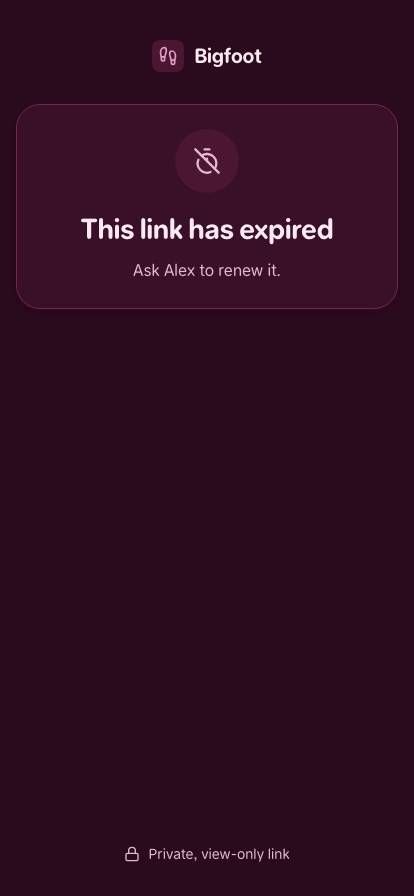 Bigfoot
This link has expired
Ask Alex to renew it.
Private, view-only link